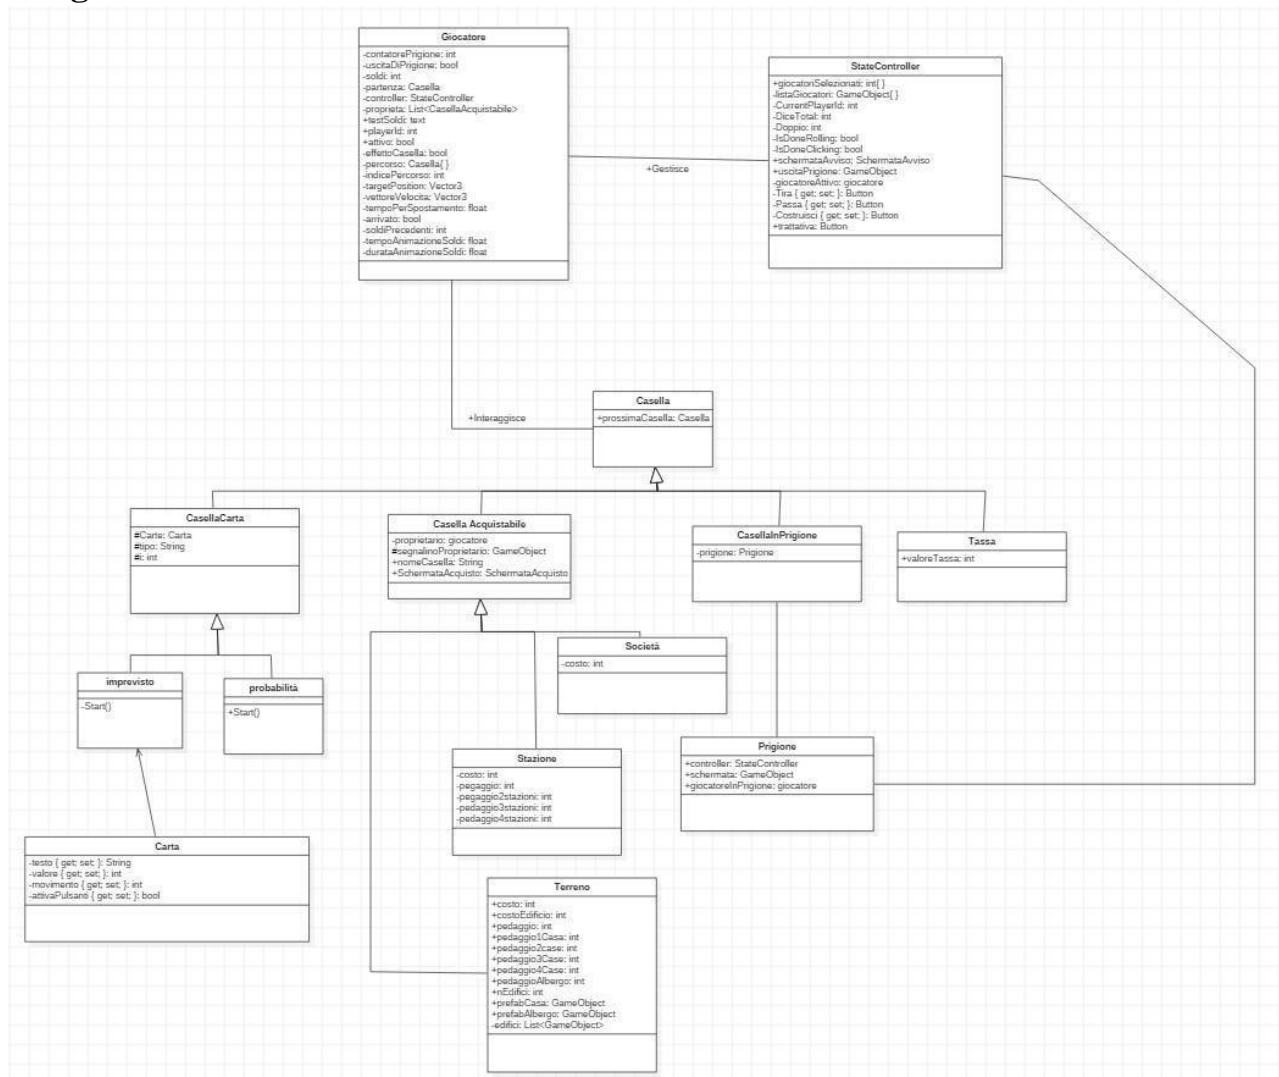 Giocatore
-contatorePrigione: int
-uscitaDiPrigione: bool
-soldi: int
-partenza: Casella
-controller: StateController
-proprieta: List<CasellaAcquistabile>
+testSoldi: text
+playerId: int
+attivo: bool
-effettoCasella: bool
-percorso: Casella{ }
-indicePercorso: int
-targetPosition: Vector3
-vettoreVelocita: Vector3
-tempoPerSpostamento: float
-arrivato: bool
-soldiPrecedenti: int
-tempoAnimazioneSoldi: float
-durataAnimazioneSoldi: float
StateController
+giocatoriSelezionati: int{ }
-listaGiocatori: GameObject{ }
-CurrentPlayerId: int
-DiceTotal: int
-Doppio: int
-IsDoneRolling: bool
-IsDoneClicking: bool
+schermataAvviso: SchermataAvviso
+uscitaPrigione: GameObject
-giocatoreAttivo: giocatore
-Tira { get; set; }: Button
-Passa { get; set; }: Button
-Costruisci { get; set; }: Button
+trattativa: Button
+Gestisce
Casella
+prossimaCasella: Casella
+Interaggisce
CasellaCarta
#Carte: Carta
#tipo: String
#i: int
Casella Acquistabile
-proprietario: giocatore
#segnalinoProprietario: GameObject
+nomeCasella: String
+SchermataAcquisto: SchermataAcquisto
CasellaInPrigione
-prigione: Prigione
Tassa
+valoreTassa: int
imprevisto
-Start()
probabilità
+Start()
Società
-costo: int
Stazione
-costo: int
-pegaggio: int
-pegaggio2stazioni: int
-pedaggio3stazioni: int
-pedaggio4stazioni: int
Prigione
+controller: StateController
+schermata: GameObject
+giocatoreInPrigione: giocatore
Carta
-testo { get; set; }: String
-valore { get; set; }: int
-movimento { get; set; }: int
-attivaPulsanti { get; set; }: bool
Terreno
+costo: int
+costoEdificio: int
+pedaggio: int
+pedaggio1Casa: int
+pedaggio2case: int
+pedaggio3Case: int
+pedaggio4Case: int
+pedaggioAlbergo: int
+nEdifici: int
+prefabCasa: GameObject
+prefabAlbergo: GameObject
-edifici: List<GameObject>